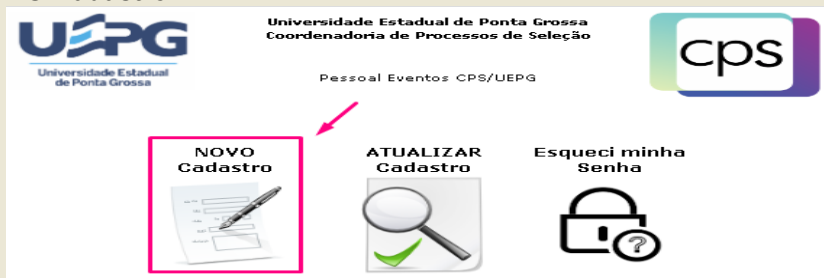 UEPG
Universidade Estadual
de Ponta Grossa
Universidade Estadual de Ponta Grossa
Coordenadoria de Processos de Seleção
Pessoal Eventos CPS/UEPG
cps
NOVO
Cadastro
ATUALIZAR
Cadastro
Esqueci minha
Senha
?